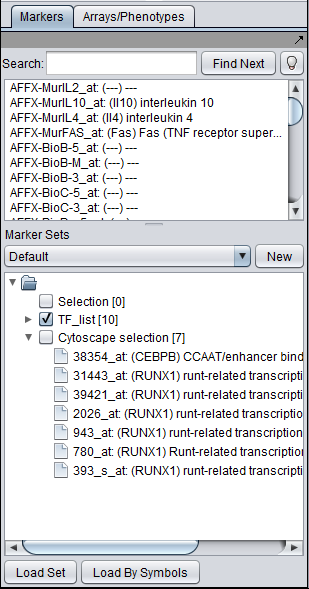 Markers Arrays/Phenotypes
Search: Find Next
AFFX-MurIL2_at: (---) ---
AFFX-MurIL10_at: (Il10) interleukin 10
AFFX-MurIL4_at: (Il4) interleukin 4
AFFX-MurFAS_at: (Fas) Fas (TNF receptor super...
AFFX-BioB-5_at: (---) ---
AFFX-BioB-M_at: (---) ---
AFFX-BioB-3_at: (---) ---
AFFX-BioC-5_at: (---) ---
AFFX-BioC-3_at: (---) ---
Marker Sets
Default New
Selection [0]
TF_list [10]
Cytoscape selection [7]
38354_at: (CEBPB) CCAAT/enhancer bind
31443_at: (RUNX1) runt-related transcripti
39421_at: (RUNX1) runt-related transcripti
2026_at: (RUNX1) runt-related transcriptio
943_at: (RUNX1) runt-related transcription
780_at: (RUNX1) Runt-related transcription
393_s_at: (RUNX1) runt-related transcripti
Load Set Load By Symbols